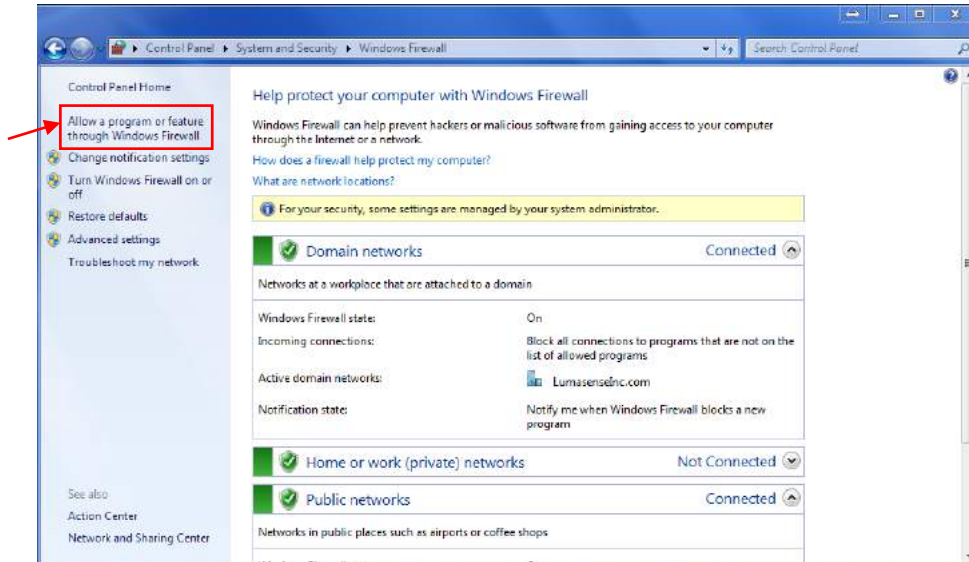 Control Panel ▸ System and Security ▸ Windows Firewall
Search Control Panel
Control Panel Home
Allow a program or feature
through Windows Firewall
Change notification settings
Turn Windows Firewall on or
off
Restore defaults
Advanced settings
Troubleshoot my network
See also
Action Center
Network and Sharing Center
Help protect your computer with Windows Firewall
Windows Firewall can help prevent hackers or malicious software from gaining access to your computer
through the Internet or a network.
How does a firewall help protect my computer?
What are network locations?
For your security, some settings are managed by your system administrator.
Domain networks Connected
Networks at a workplace that are attached to a domain
Windows Firewall state: On
Incoming connections: Block all connections to programs that are not on the
list of allowed programs
Active domain networks: LumasenseInc.com
Notification state: Notify me when Windows Firewall blocks a new
program
Home or work (private) networks Not Connected
Public networks Connected
Networks in public places such as airports or coffee shops